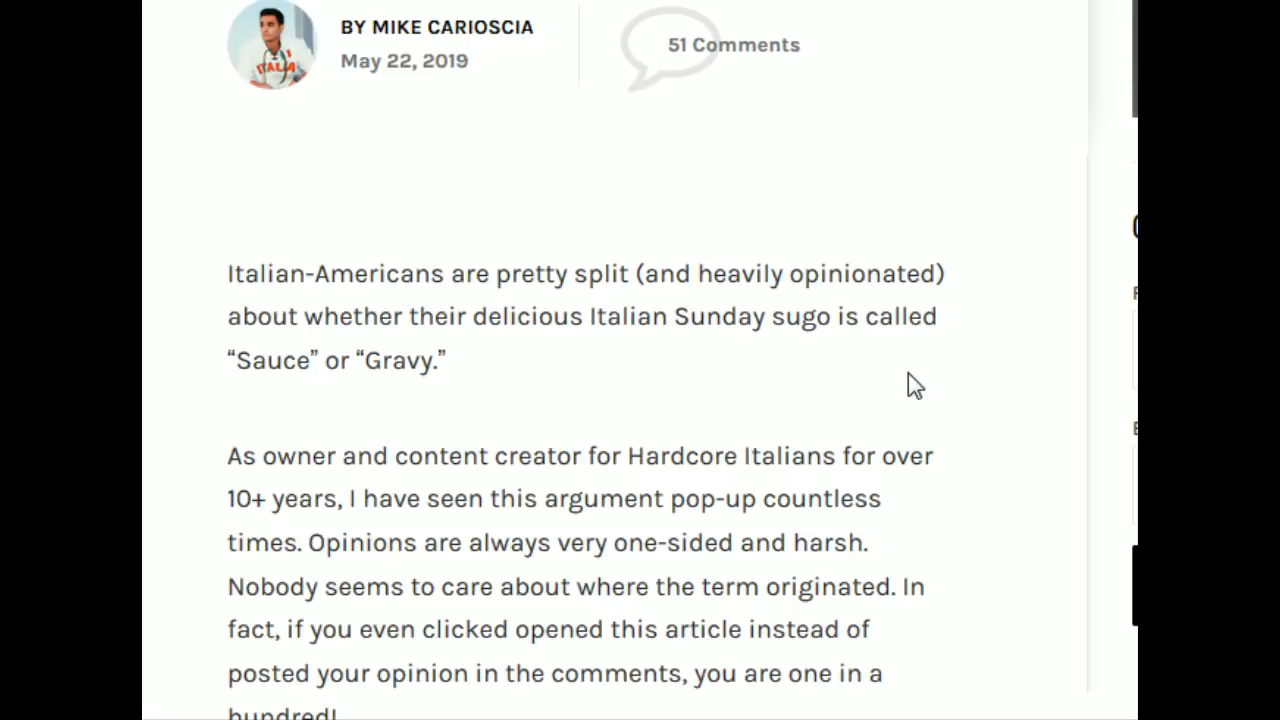 BY MIKE CARIOSCIA
May 22, 2019
51 Comments
ITALIA
Italian-Americans are pretty split (and heavily opinionated)
about whether their delicious Italian Sunday sugo is called
“Sauce” or “Gravy.”
As owner and content creator for Hardcore Italians for over
10+ years, I have seen this argument pop-up countless
times. Opinions are always very one-sided and harsh.
Nobody seems to care about where the term originated. In
fact, if you even clicked opened this article instead of
posted your opinion in the comments, you are one in a
hundred!